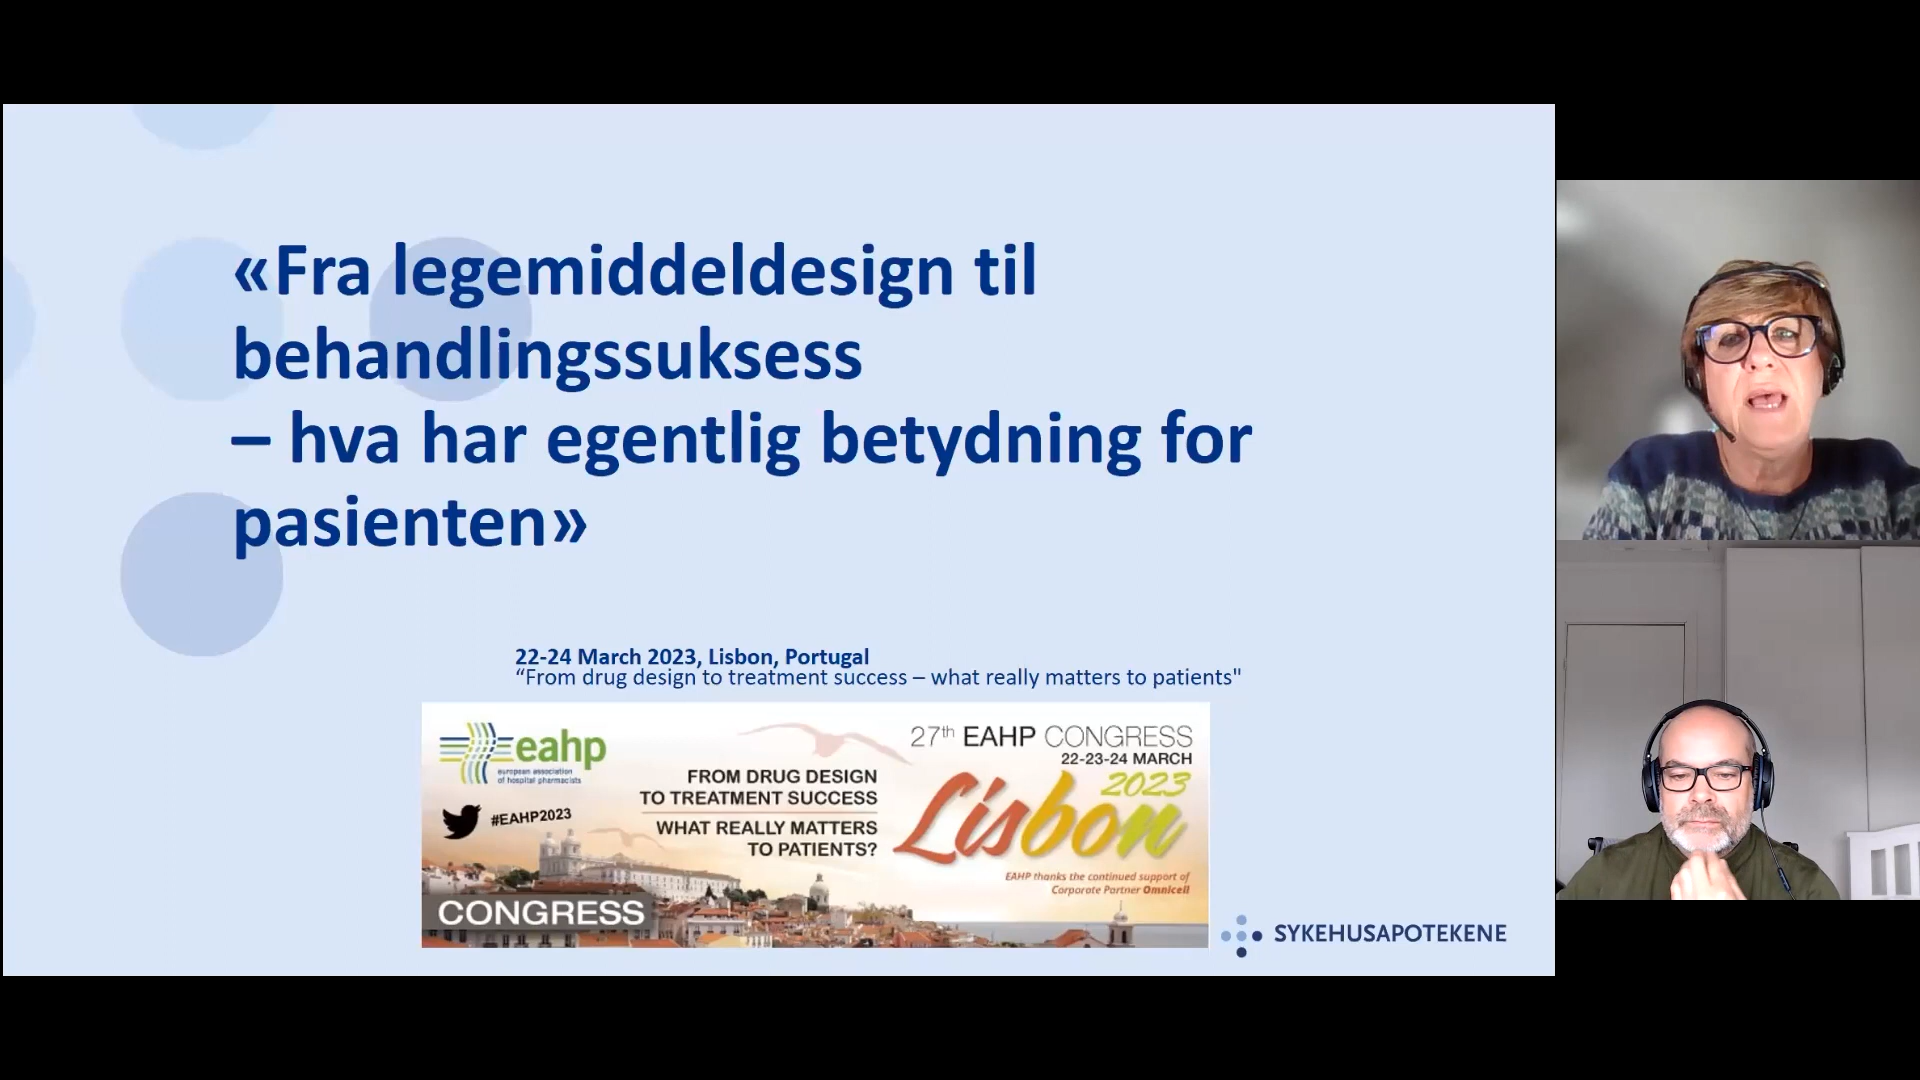 «Fra legemiddeldesign til
behandlingssuksess
– hva har egentlig betydning for
pasienten»
22-24 March 2023, Lisbon, Portugal
“From drug design to treatment success – what really matters to patients"
eahp
european association
of hospital pharmacists
#EAHP2023
FROM DRUG DESIGN
TO TREATMENT SUCCESS
WHAT REALLY MATTERS
TO PATIENTS?
27th EAHP CONGRESS
22-23-24 MARCH
2023
Lisbon
EAHP thanks the continued support of
Corporate Partner Omnicell
CONGRESS
SYKEHUSAPOTEKENE